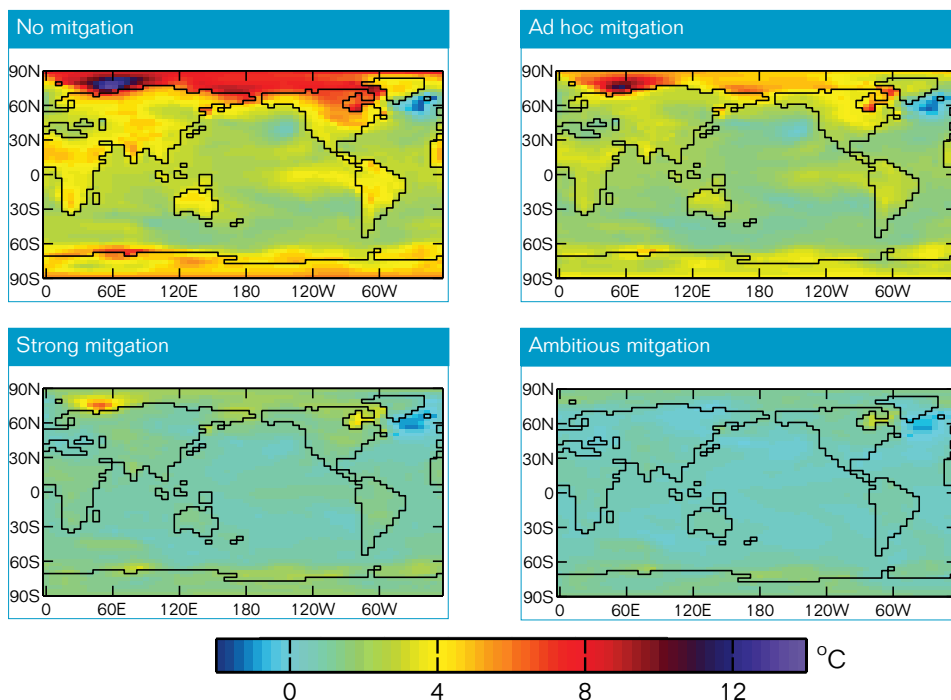 No mitgation
90N
60N
30N
0
30S
60S
90S
0 60E 120E 180 120W 60W
Ad hoc mitgation
90N
60N
30N
0
30S
60S
90S
0 60E 120E 180 120W 60W
Strong mitgation
90N
60N
30N
0
30S
60S
90S
0 60E 120E 180 120W 60W
Ambitious mitgation
90N
60N
30N
0
30S
60S
90S
0 60E 120E 180 120W 60W
0 4 8 12 °C